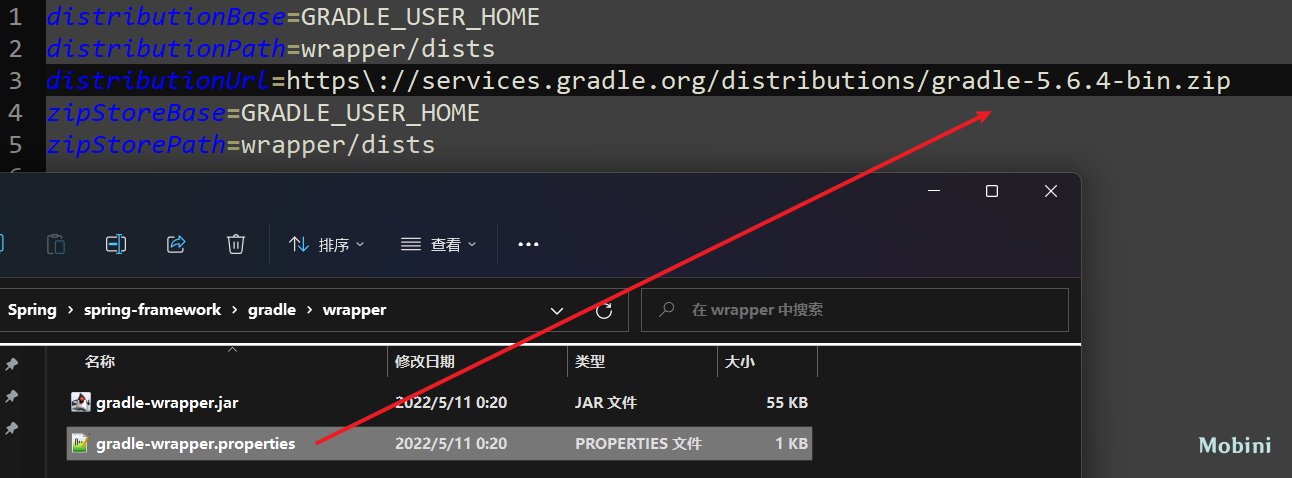 1 distributionBase=GRADLE_USER_HOME
2 distributionPath=wrapper/dists
3 distributionUrl=https\://services.gradle.org/distributions/gradle-5.6.4-bin.zip
4 zipStoreBase=GRADLE_USER_HOME
5 zipStorePath=wrapper/dists
排序 查看
Spring > spring-framework > gradle > wrapper 在 wrapper 中搜索
名称 修改日期 类型 大小
gradle-wrapper.jar 2022/5/11 0:20 JAR 文件 55 KB
gradle-wrapper.properties 2022/5/11 0:20 PROPERTIES 文件 1 KB
Mobini